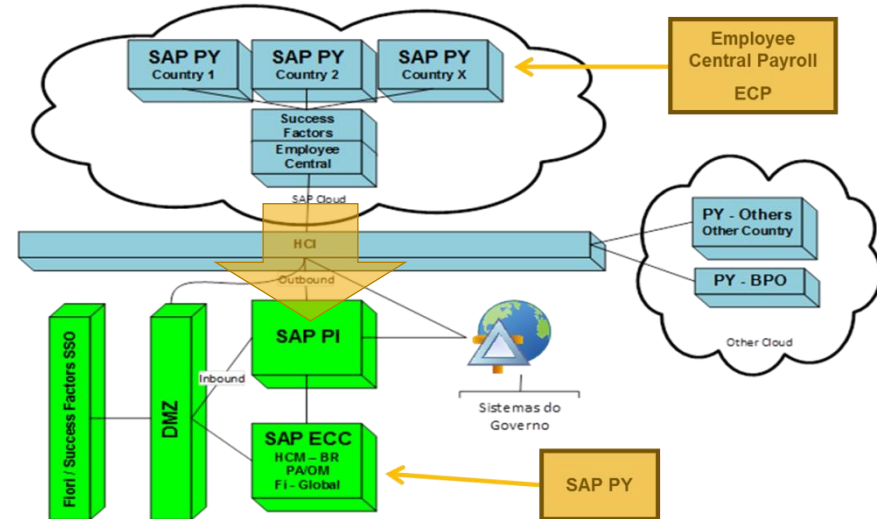 SAP PY
Country 1
SAP PY
Country 2
SAP PY
Country X
Employee
Central Payroll
ECP
Success
Factors
Employee
Central
SAP Cloud
HCI
Outbound
PY - Others
Other Country
PY - BPO
Other Cloud
Fiori / Success Factors SSO
DMZ
Inbound
SAP PI
Sistemas do
Governo
SAP ECC
HCM – BR
PA/OM
Fi - Global
SAP PY